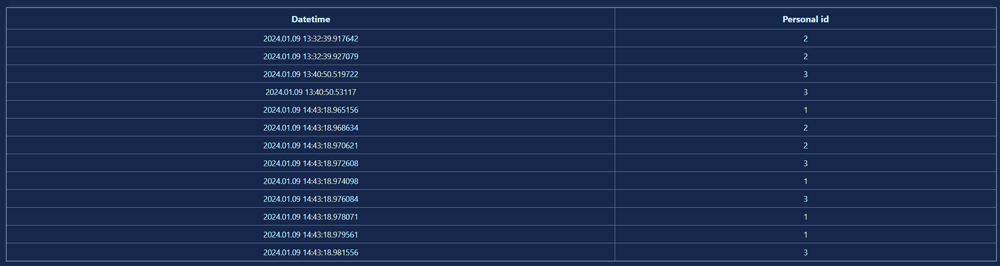 Datetime Personal id
2024.01.09 13:32:39.917642 2
2024.01.09 13:32:39.927079 2
2024.01.09 13:40:50.519722 3
2024.01.09 13:40:50.53117 3
2024.01.09 14:43:18.965156 1
2024.01.09 14:43:18.968634 2
2024.01.09 14:43:18.970621 2
2024.01.09 14:43:18.972608 3
2024.01.09 14:43:18.974098 1
2024.01.09 14:43:18.976084 3
2024.01.09 14:43:18.978071 1
2024.01.09 14:43:18.979561 1
2024.01.09 14:43:18.981556 3